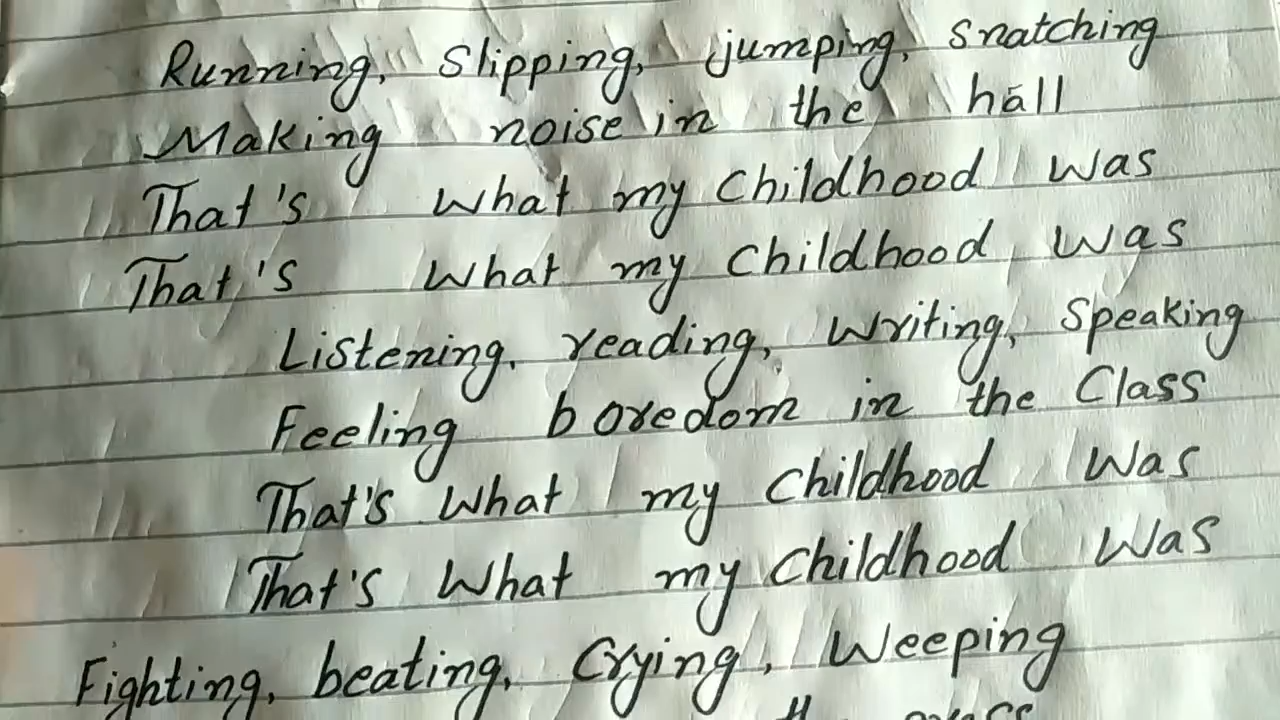 Running, Slipping, jumping, snatching
Making noise in the hall
That's what my childhood was
That's what my childhood was
Listening, reading, writing, speaking
Feeling boredom in the Class
That's what my childhood was
That's what my childhood was
Fighting, beating, Crying, Weeping